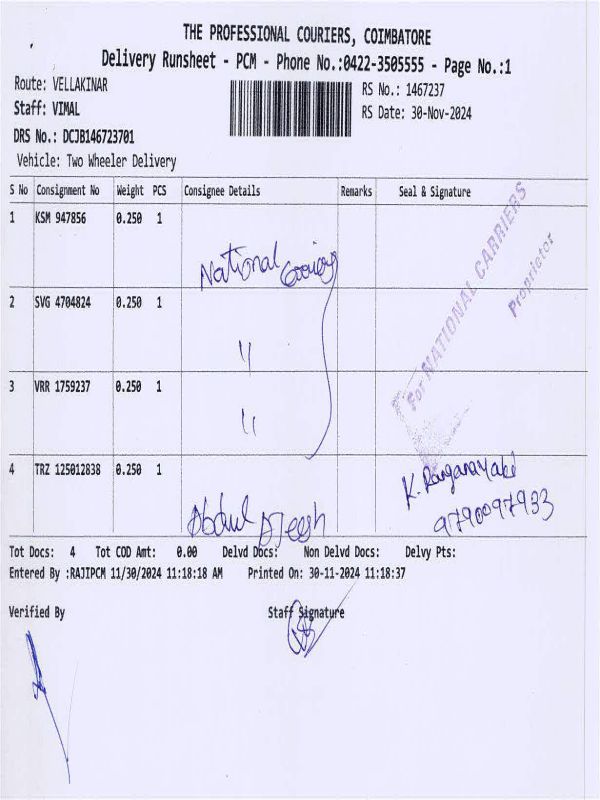 THE PROFESSIONAL COURIERS, COIMBATORE
Delivery Runsheet - PCM - Phone No.:0422-3505555 - Page No.:1
Route: VELLAKINAR
RS No.: 1467237
Staff: VIMAL
RS Date: 30-Nov-2024
DRS No.: DCJB146723701
Vehicle: Two Wheeler Delivery
S No Consignment No Weight PCS Consignee Details Remarks Seal & Signature
1 KSM 947856 0.250 1
National
For NATIONAL CARRIERS
Proprietor
2 SVG 4704824 0.250 1
"
3 VRR 1759237 0.250 1
"
4 TRZ 125012838 0.250 1
Abdul
K. Ranganayaki
9790097933
Tot Docs: 4 Tot COD Amt: 0.00 Delvd Docs: Non Delvd Docs: Delvy Pts:
Entered By :RAJIPCM 11/30/2024 11:18:18 AM Printed On: 30-11-2024 11:18:37
Verified By Staff Signature